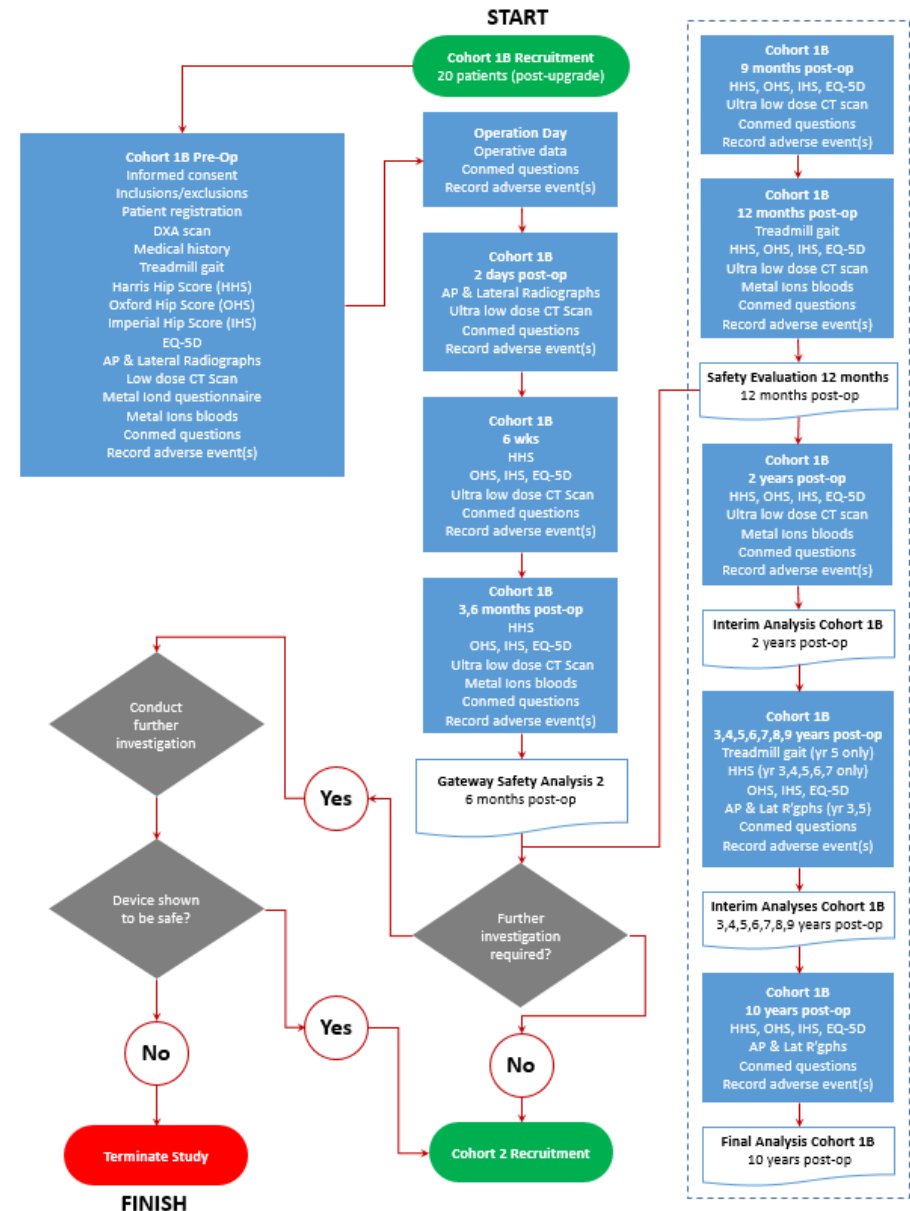 START
Cohort 1B Recruitment
20 patients (post-upgrade)
Cohort 1B Pre-Op
Informed consent
Inclusions/exclusions
Patient registration
DXA scan
Medical history
Treadmill gait
Harris Hip Score (HHS)
Oxford Hip Score (OHS)
Imperial Hip Score (IHS)
EQ-5D
AP & Lateral Radiographs
Low dose CT Scan
Metal Iond questionnaire
Metal Ions bloods
Conmed questions
Record adverse event(s)
Operation Day
Operative data
Conmed questions
Record adverse event(s)
Cohort 1B
2 days post-op
AP & Lateral Radiographs
Ultra low dose CT Scan
Conmed questions
Record adverse event(s)
Cohort 1B
6 wks
HHS
OHS, IHS, EQ-5D
Ultra low dose CT Scan
Conmed questions
Record adverse event(s)
Cohort 1B
3,6 months post-op
HHS
OHS, IHS, EQ-5D
Ultra low dose CT Scan
Metal Ions bloods
Conmed questions
Record adverse event(s)
Gateway Safety Analysis 2
6 months post-op
Further
investigation
required?
Yes
Conduct
further
investigation
Device shown
to be safe?
Yes
No
No
Terminate Study
FINISH
Cohort 2 Recruitment
Cohort 1B
9 months post-op
HHS, OHS, IHS, EQ-5D
Ultra low dose CT scan
Conmed questions
Record adverse event(s)
Cohort 1B
12 months post-op
Treadmill gait
HHS, OHS, IHS, EQ-5D
Ultra low dose CT scan
Metal Ions bloods
Conmed questions
Record adverse event(s)
Safety Evaluation 12 months
12 months post-op
Cohort 1B
2 years post-op
HHS, OHS, IHS, EQ-5D
Ultra low dose CT scan
Metal Ions bloods
Conmed questions
Record adverse event(s)
Interim Analysis Cohort 1B
2 years post-op
Cohort 1B
3,4,5,6,7,8,9 years post-op
Treadmill gait (yr 5 only)
HHS (yr 3,4,5,6,7 only)
OHS, IHS, EQ-5D
AP & Lat R'gphs (yr 3,5)
Conmed questions
Record adverse event(s)
Interim Analyses Cohort 1B
3,4,5,6,7,8,9 years post-op
Cohort 1B
10 years post-op
HHS, OHS, IHS, EQ-5D
AP & Lat R'gphs
Conmed questions
Record adverse event(s)
Final Analysis Cohort 1B
10 years post-op